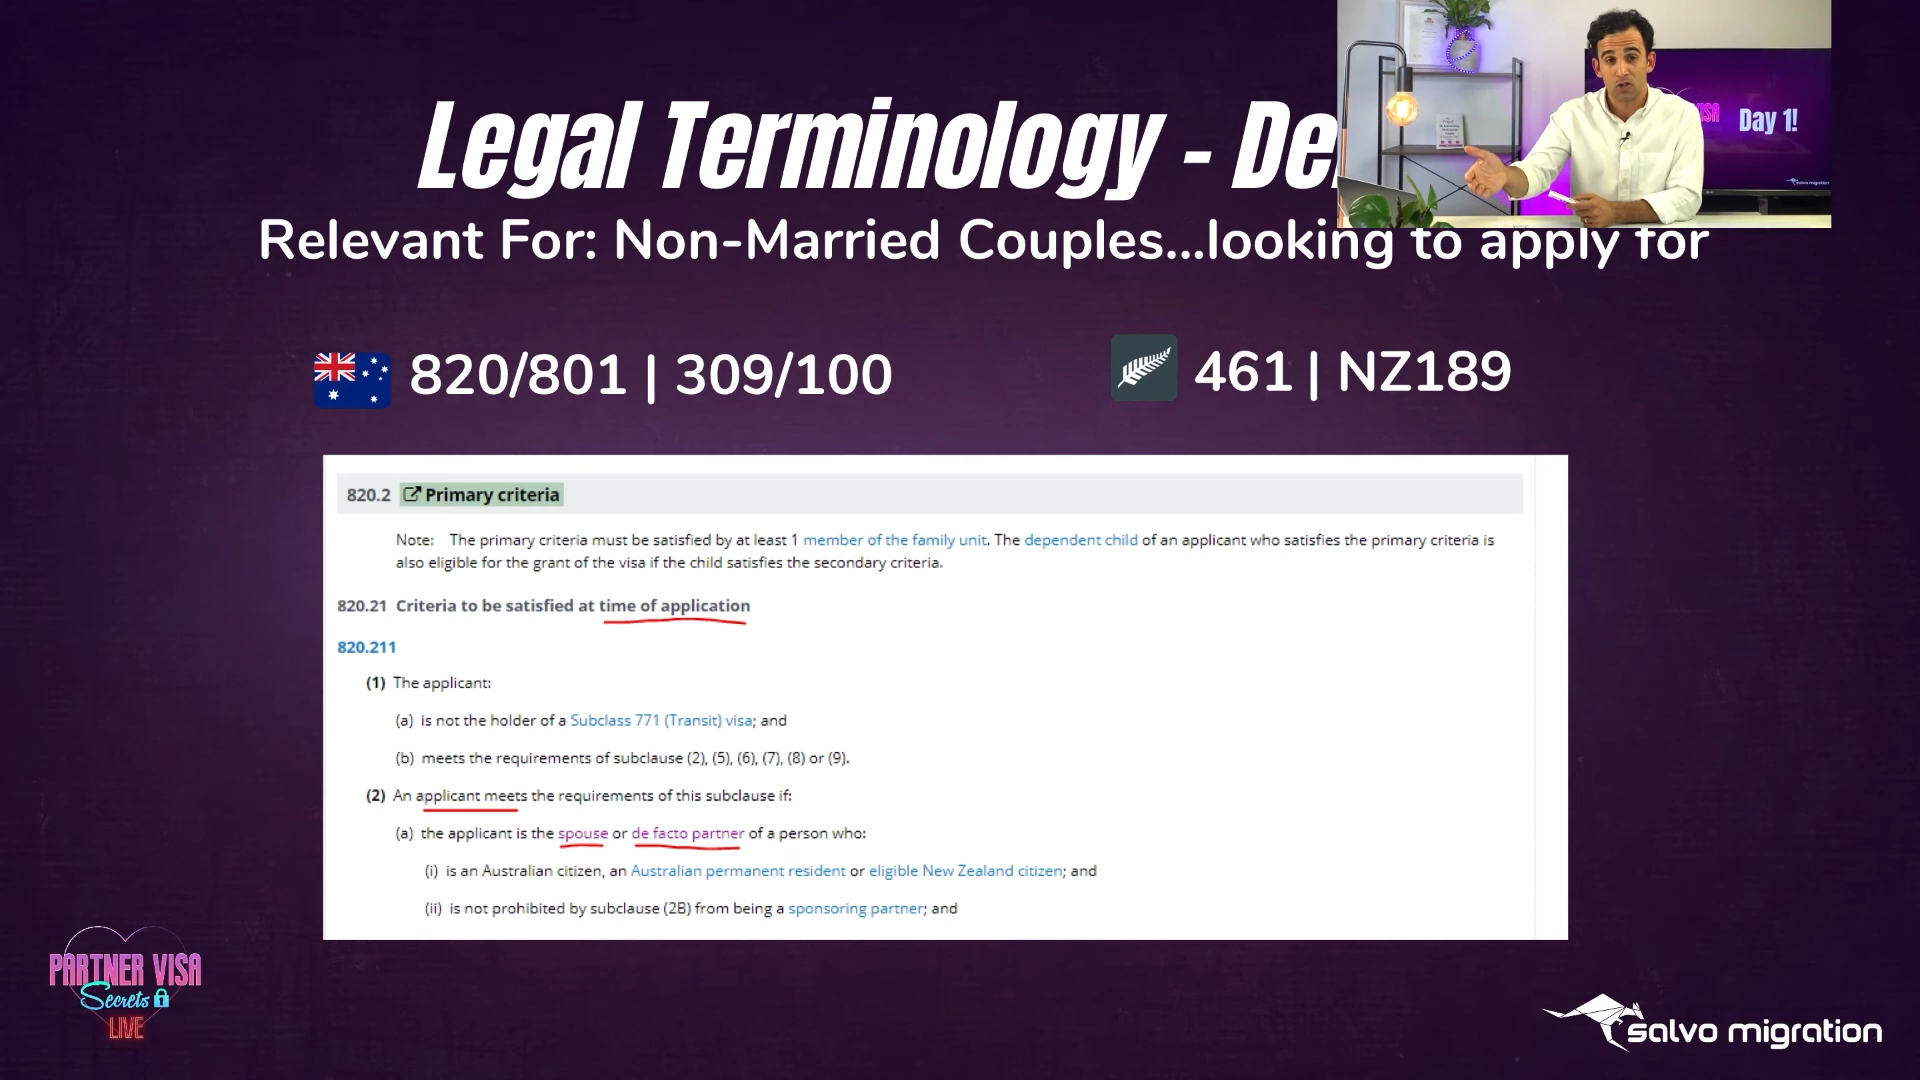 Legal Terminology - De
Relevant For: Non-Married Couples...looking to apply for
820/801 | 309/100
461 | NZ189
820.2 Primary criteria
Note: The primary criteria must be satisfied by at least 1 member of the family unit. The dependent child of an applicant who satisfies the primary criteria is
also eligible for the grant of the visa if the child satisfies the secondary criteria.
820.21 Criteria to be satisfied at time of application
820.211
(1) The applicant:
(a) is not the holder of a Subclass 771 (Transit) visa; and
(b) meets the requirements of subclause (2), (5), (6), (7), (8) or (9).
(2) An applicant meets the requirements of this subclause if:
(a) the applicant is the spouse or de facto partner of a person who:
(i) is an Australian citizen, an Australian permanent resident or eligible New Zealand citizen; and
(ii) is not prohibited by subclause (2B) from being a sponsoring partner; and
VISA
Day 1!
salvo migration
PARTNER VISA
Secrets
LIVE
salvo migration